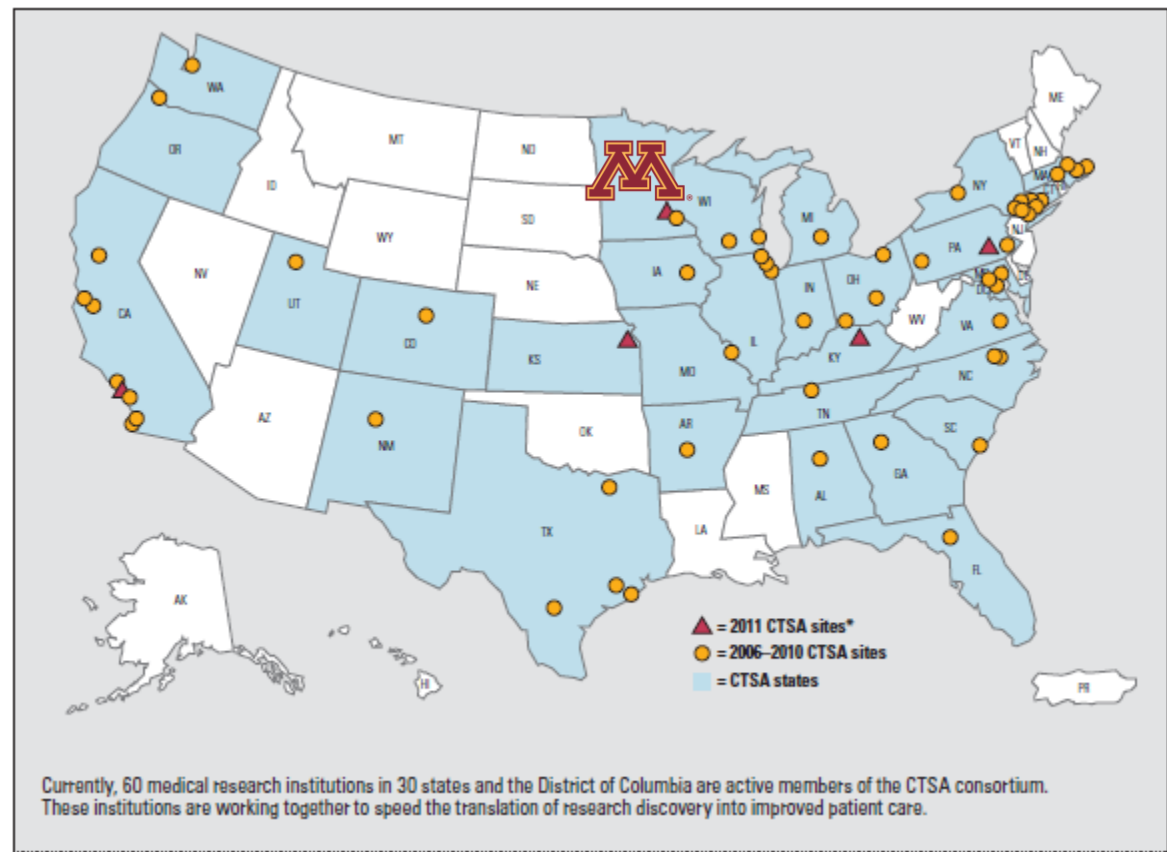 WA
OR
CA
ID
NV
MT
WY
UT
AZ
CO
NM
ND
SD
NE
KS
OK
TX
M
®
IA
MO
AR
LA
WI
IL
MS
MI
IN
OH
KY
TN
AL
GA
FL
SC
NC
VA
WV
PA
NY
NJ
VT
NH
ME
MA
AK
HI
PR
= 2011 CTSA sites*
= 2006–2010 CTSA sites
= CTSA states
Currently, 60 medical research institutions in 30 states and the District of Columbia are active members of the CTSA consortium.
These institutions are working together to speed the translation of research discovery into improved patient care.